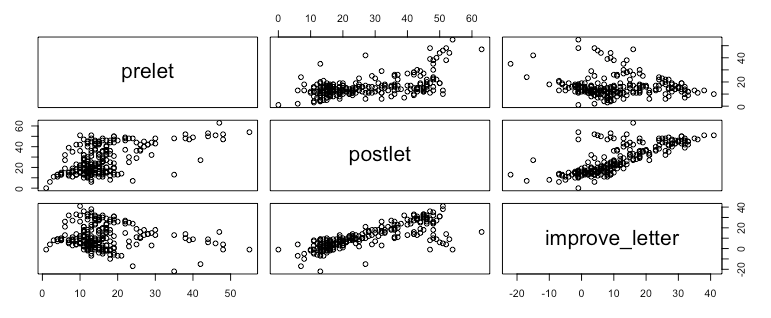 0 10 20 30 40 50 60
prelet
0 20 40
0 20 40 60
postlet
improve_letter
-20 0 20 40
0 10 20 30 40 50
-20 -10 0 10 20 30 40